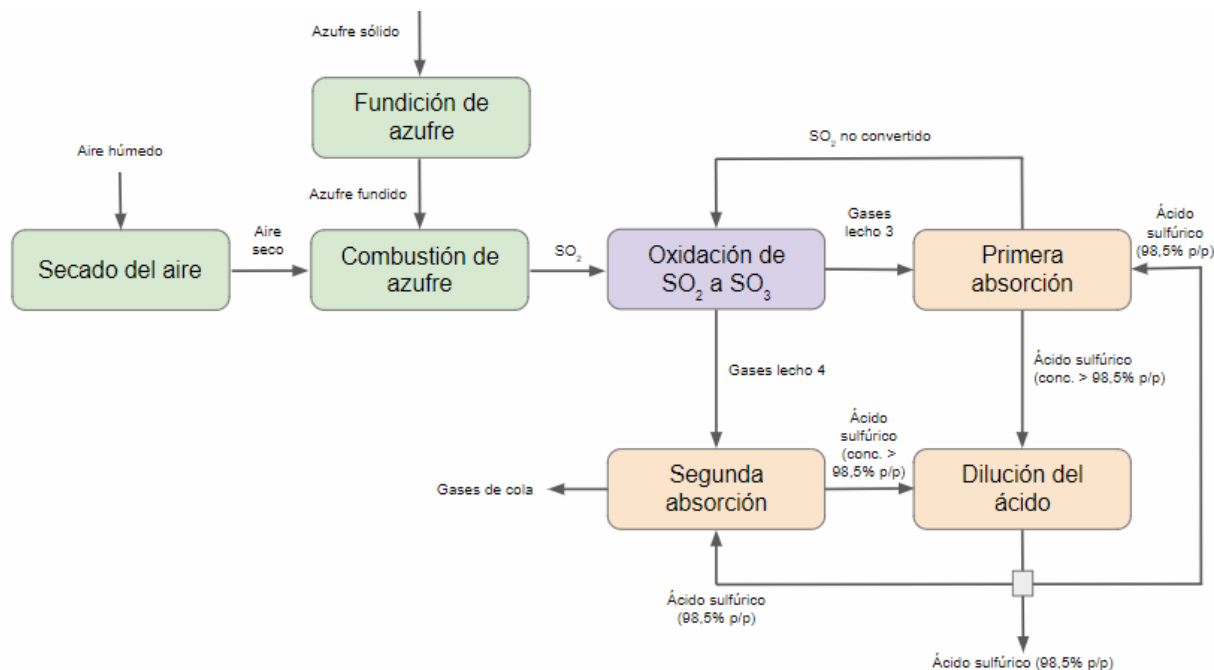 Azufre sólido
Fundición de
azufre
SO₂ no convertido
Aire húmedo
Azufre fundido
Aire
seco
Gases
lecho 3
Ácido
sulfúrico
(98,5% p/p)
Secado del aire
Combustión de
azufre
SO₂
Oxidación de
SO₂ a SO₃
Primera
absorción
Gases lecho 4
Ácido sulfúrico
(conc. > 98,5% p/p)
Ácido
sulfúrico
(conc. >
98,5% p/p)
Gases de cola
Segunda
absorción
Dilución del
ácido
Ácido sulfúrico
(98,5% p/p)
Ácido sulfúrico (98,5% p/p)